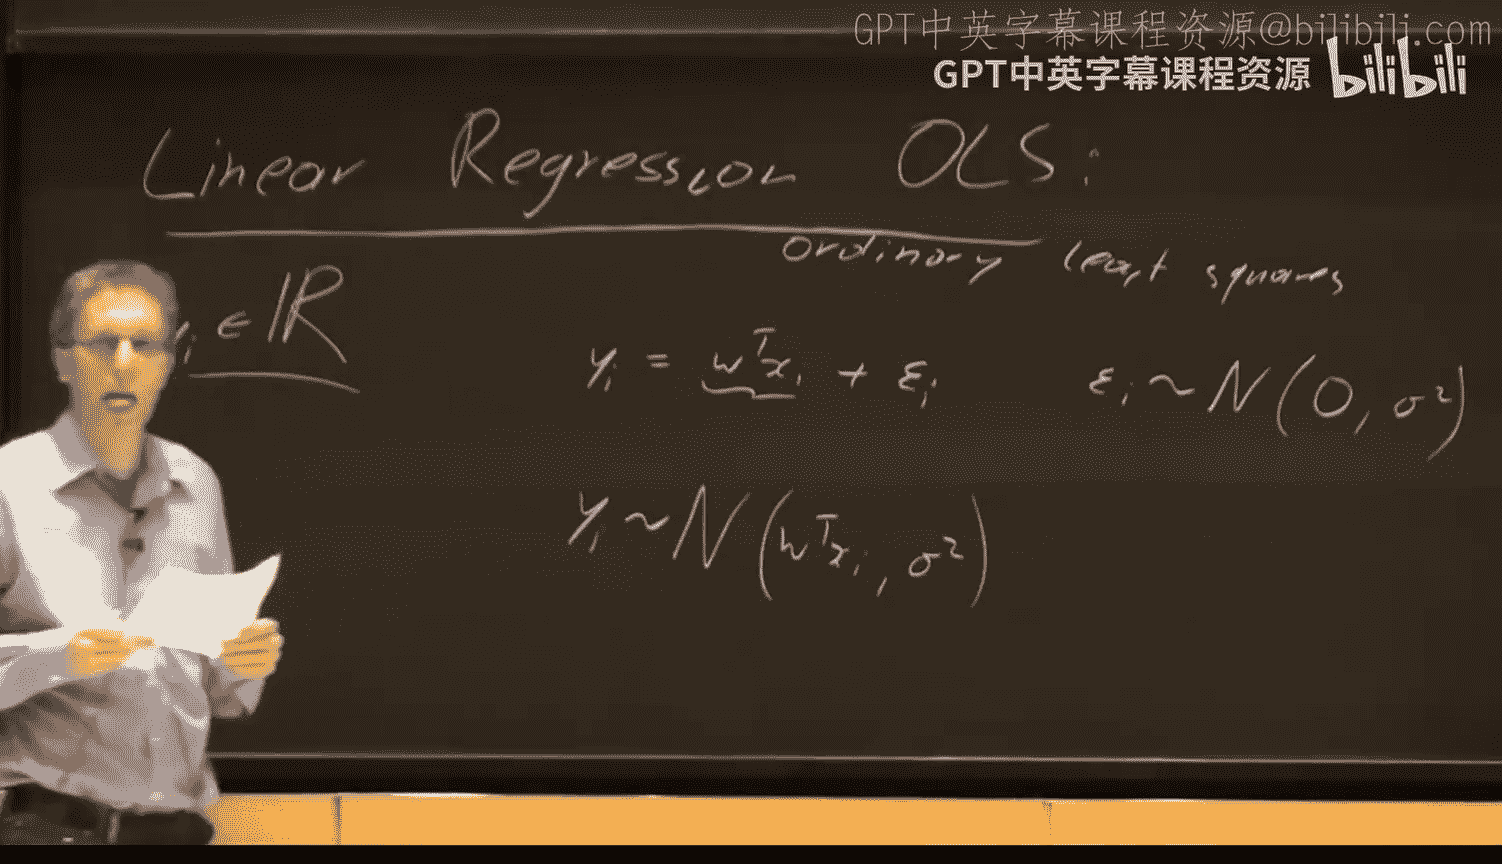 GPT中英字幕课程资源@bilibili.com
GPT中英字幕课程资源 bilibili
Linear Regression OLS:
ordinary least squares
yᵢ ∈ ℝ
yᵢ = wᵀxᵢ + εᵢ εᵢ ~ N(0, σ²)
yᵢ ~ N(wᵀxᵢ, σ²)